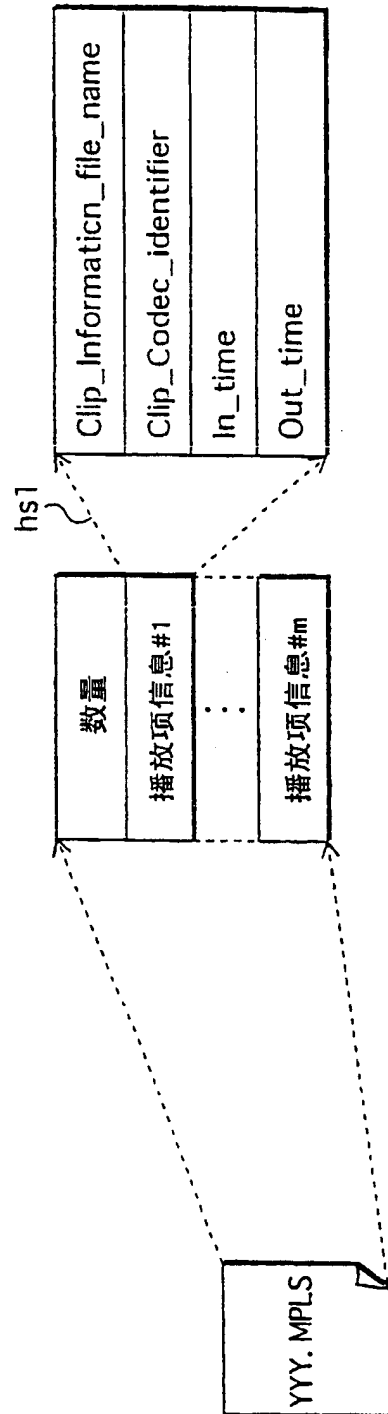 YYY. MPLS
数量
播放项信息#1
播放项信息#m
hs1
Clip_Informaticn_file_name
Clip_Codec_identifier
In_time
Out_time